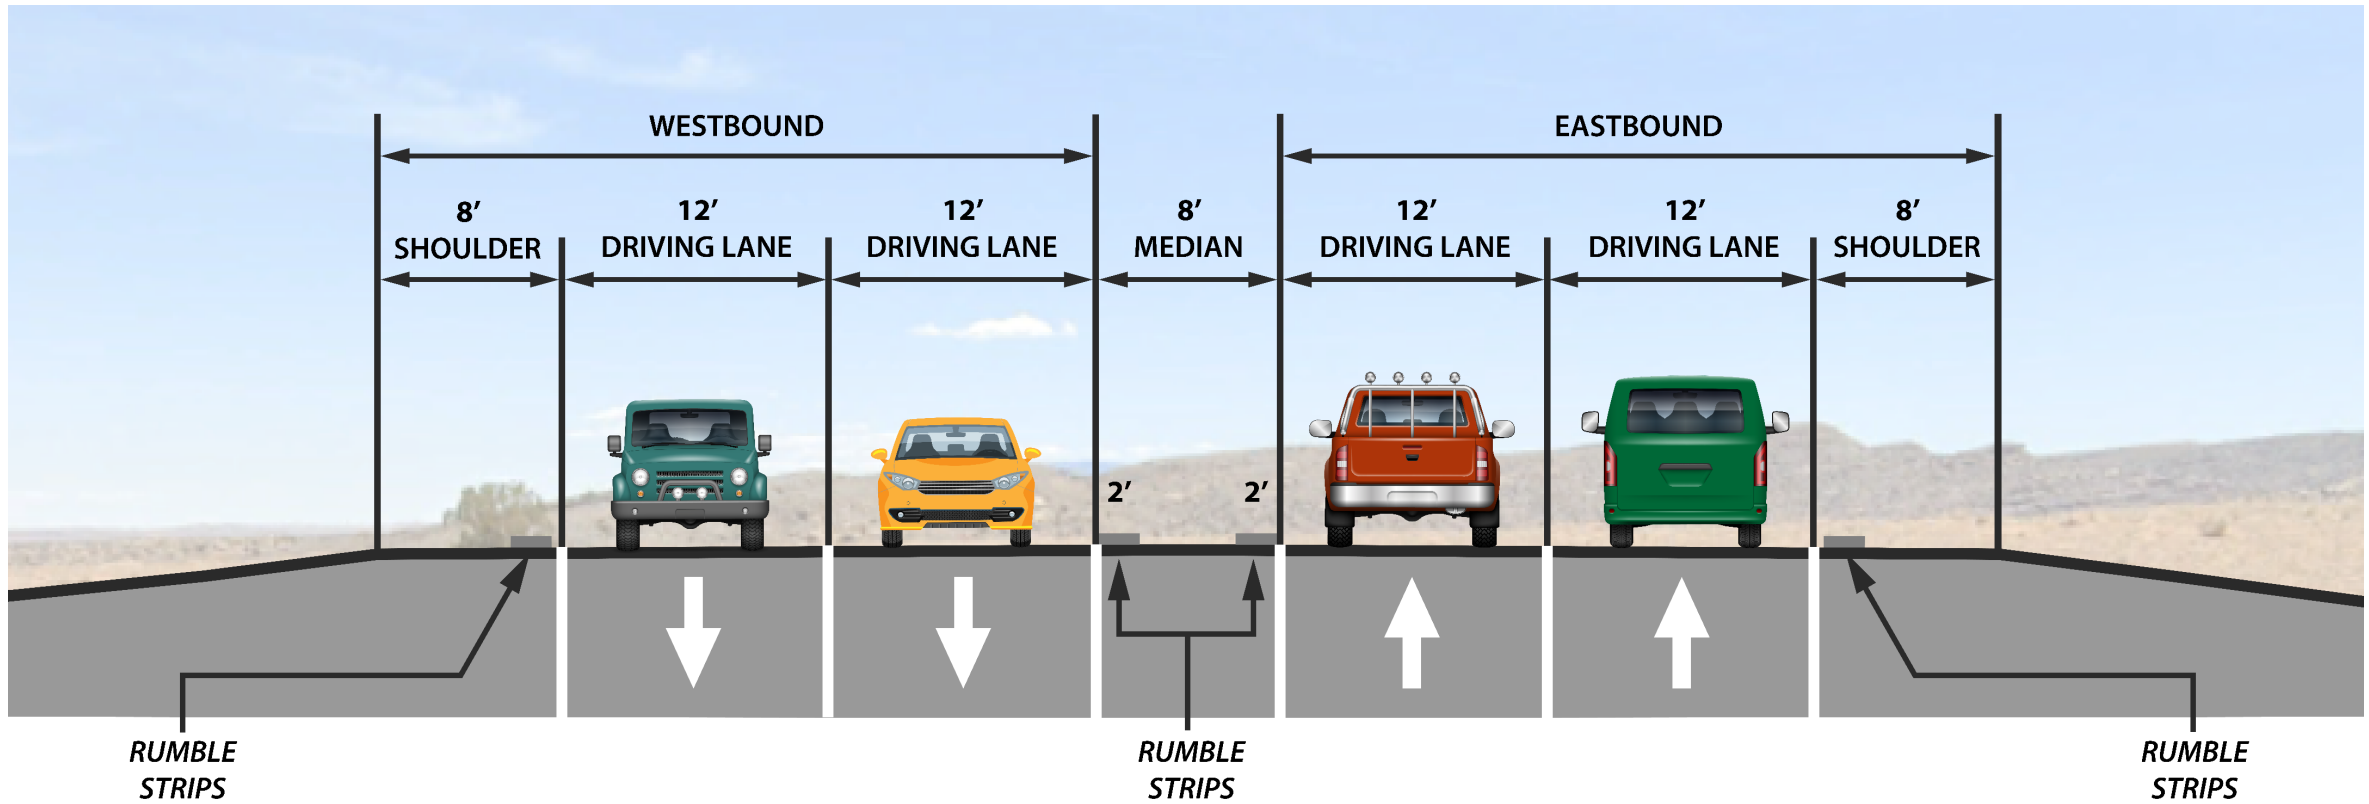 WESTBOUND
EASTBOUND
8’
SHOULDER
12’
DRIVING LANE
12’
DRIVING LANE
8’
MEDIAN
12’
DRIVING LANE
12’
DRIVING LANE
8’
SHOULDER
2’
2’
RUMBLE
STRIPS
RUMBLE
STRIPS
RUMBLE
STRIPS